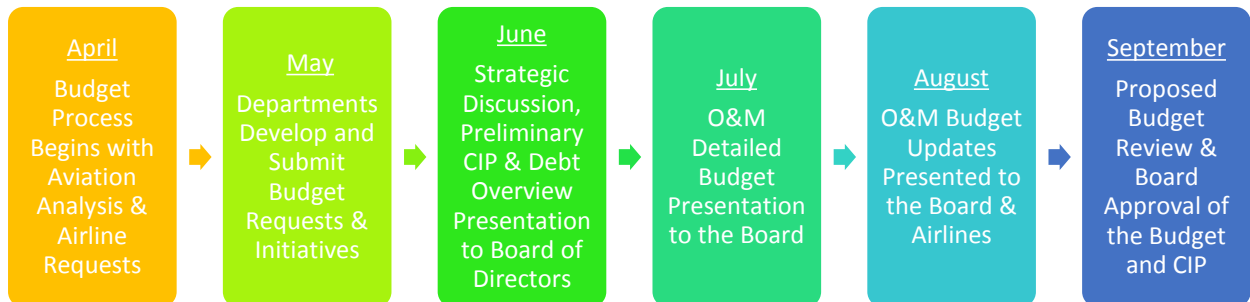 April
Budget
Process
Begins with
Aviation
Analysis &
Airline
Requests
May
Departments
Develop and
Submit
Budget
Requests &
Initiatives
June
Strategic
Discussion,
Preliminary
CIP & Debt
Overview
Presentation
to Board of
Directors
July
O&M
Detailed
Budget
Presentation
to the Board
August
O&M Budget
Updates
Presented to
the Board &
Airlines
September
Proposed
Budget
Review &
Board
Approval of
the Budget
and CIP